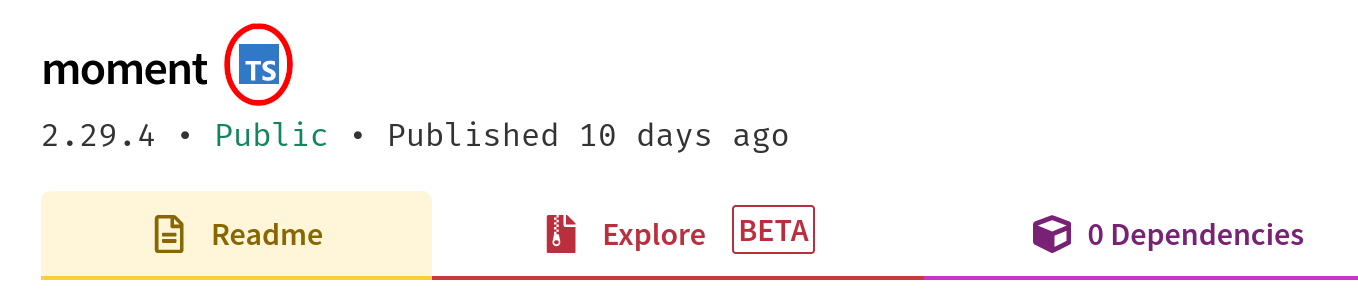 moment TS
2.29.4 • Public • Published 10 days ago
Readme Explore BETA 0 Dependencies